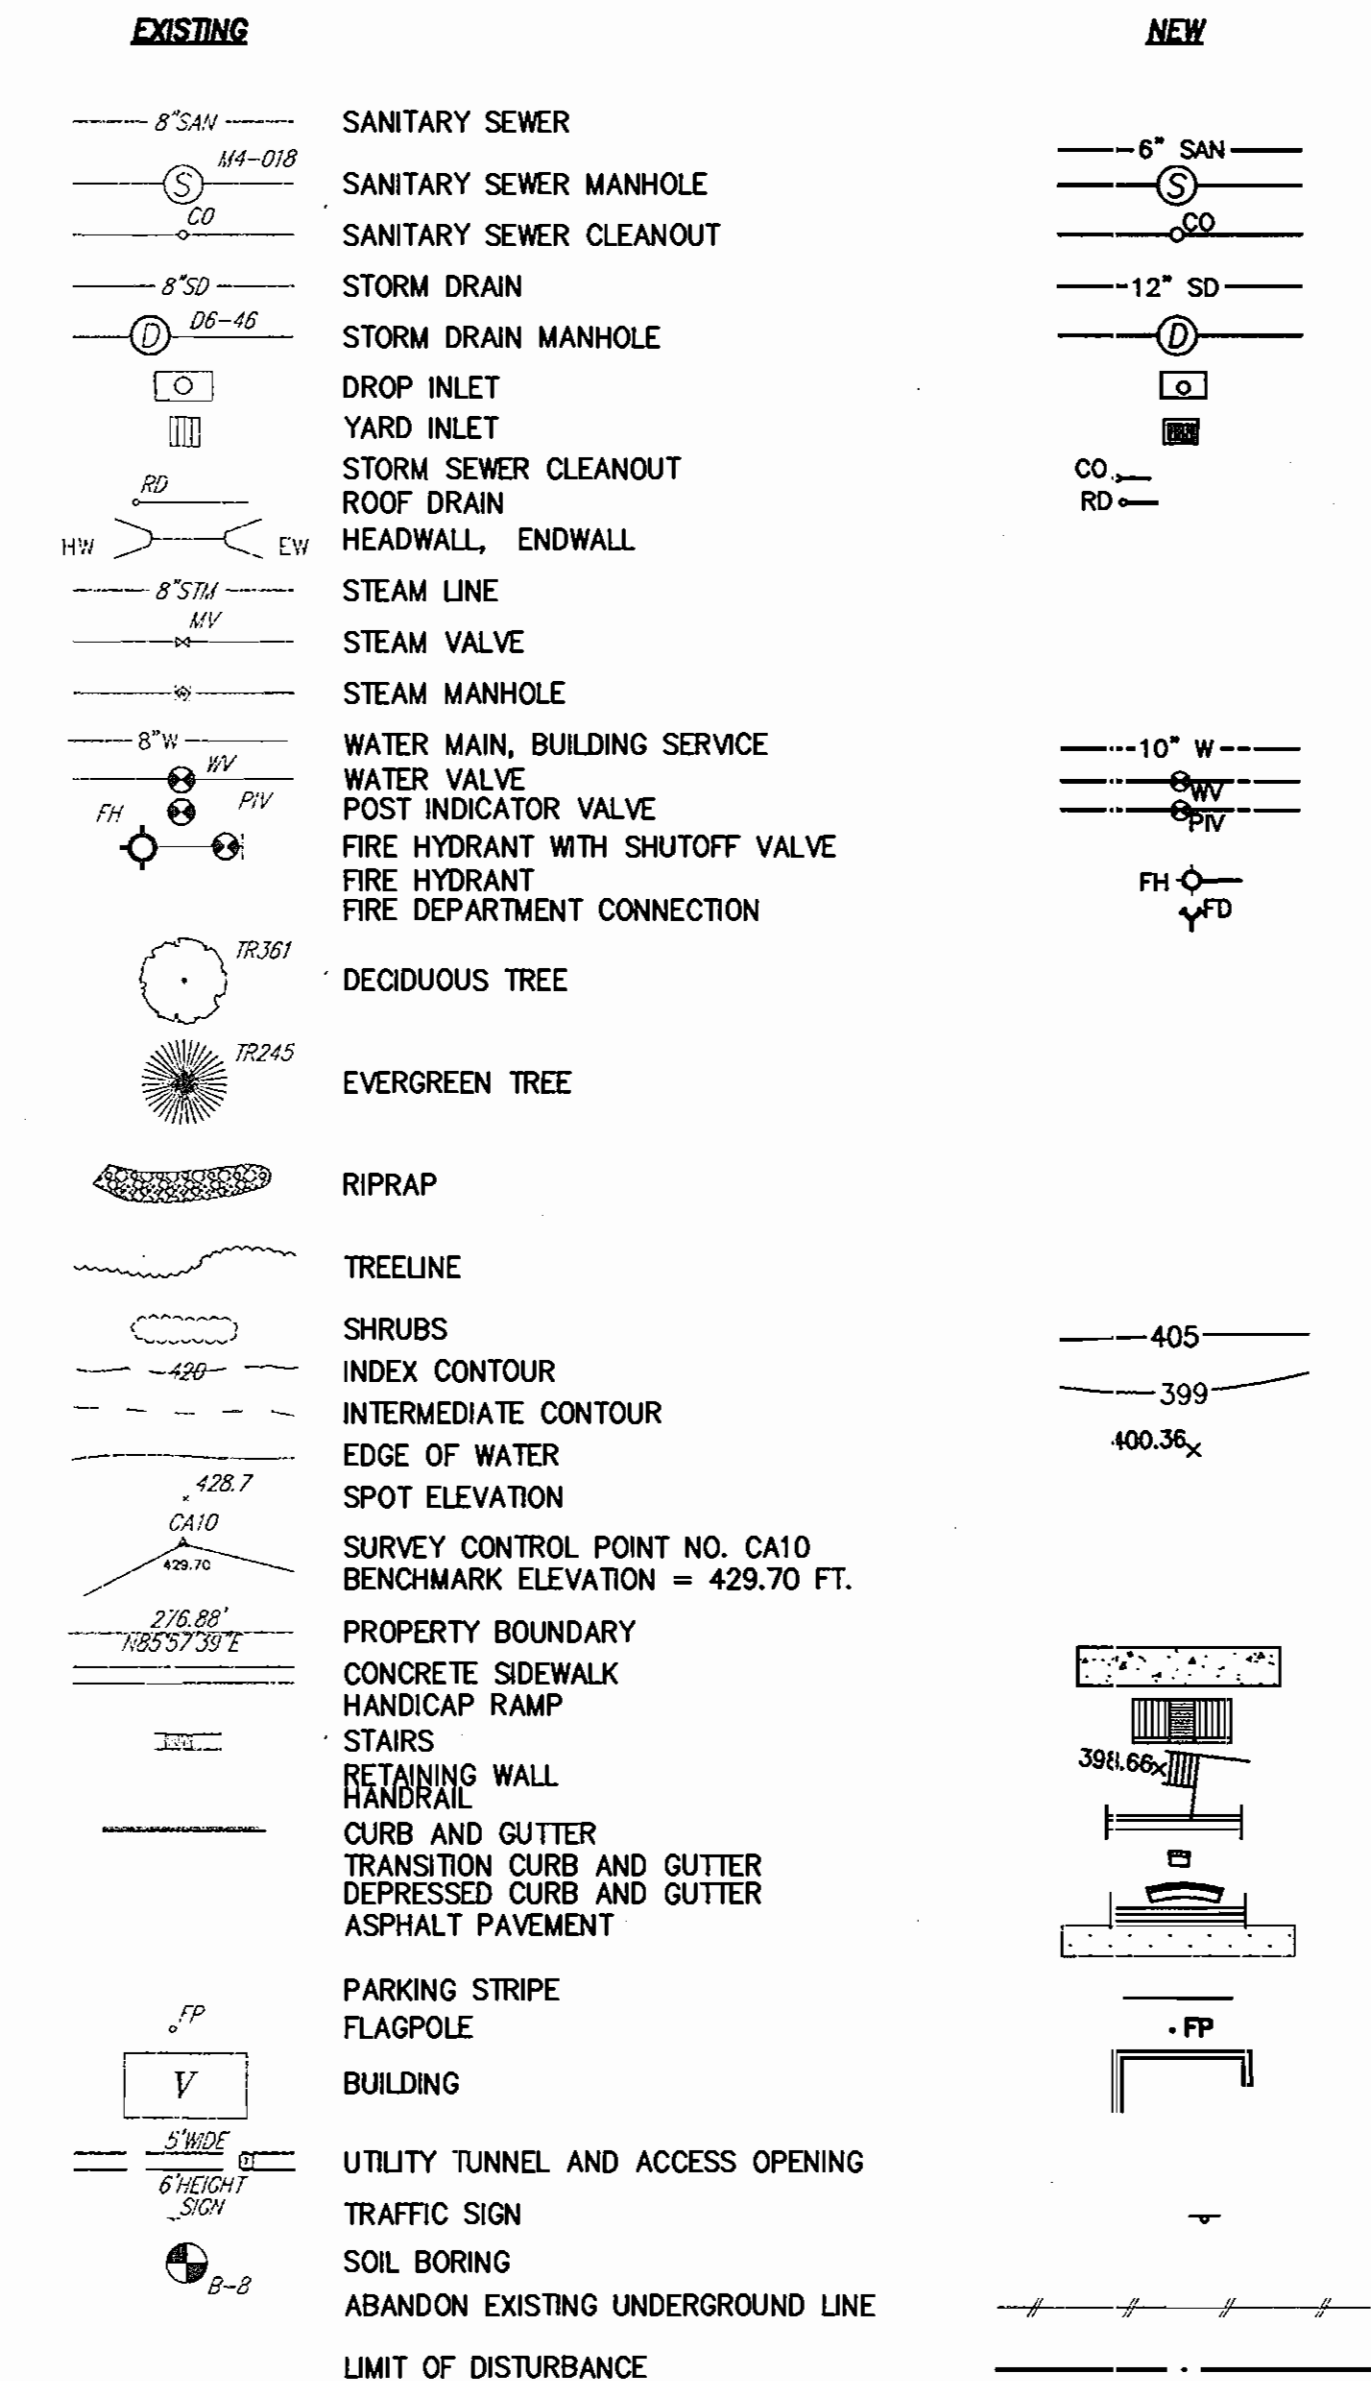 EXISTING NEW
8"SAN SANITARY SEWER 6" SAN
M4-018
S SANITARY SEWER MANHOLE S
CO SANITARY SEWER CLEANOUT CO
8"SD STORM DRAIN 12" SD
D D6-46 STORM DRAIN MANHOLE D
DROP INLET
YARD INLET
STORM SEWER CLEANOUT CO
RD ROOF DRAIN RD
HW EW HEADWALL, ENDWALL
8"STM STEAM LINE
MV STEAM VALVE
STEAM MANHOLE
8"W WATER MAIN, BUILDING SERVICE 10" W
WV WATER VALVE WV
PIV POST INDICATOR VALVE PIV
FH FIRE HYDRANT WITH SHUTOFF VALVE
FIRE HYDRANT FH
FIRE DEPARTMENT CONNECTION FD
TR361
DECIDUOUS TREE
TR245
EVERGREEN TREE
RIPRAP
TREELINE
SHRUBS 405
420 INDEX CONTOUR
INTERMEDIATE CONTOUR 399
EDGE OF WATER 400.36x
428.7 SPOT ELEVATION
CA10
SURVEY CONTROL POINT NO. CA10
429.70 BENCHMARK ELEVATION = 429.70 FT.
276.88' PROPERTY BOUNDARY
N85°57'39"E
CONCRETE SIDEWALK
HANDICAP RAMP
STAIRS
RETAINING WALL 398.66x
HANDRAIL
CURB AND GUTTER
TRANSITION CURB AND GUTTER
DEPRESSED CURB AND GUTTER
ASPHALT PAVEMENT
PARKING STRIPE
FP FLAGPOLE FP
V BUILDING
5'WIDE
UTILITY TUNNEL AND ACCESS OPENING
6'HEIGHT
SIGN TRAFFIC SIGN
SOIL BORING
B-8
ABANDON EXISTING UNDERGROUND LINE
LIMIT OF DISTURBANCE